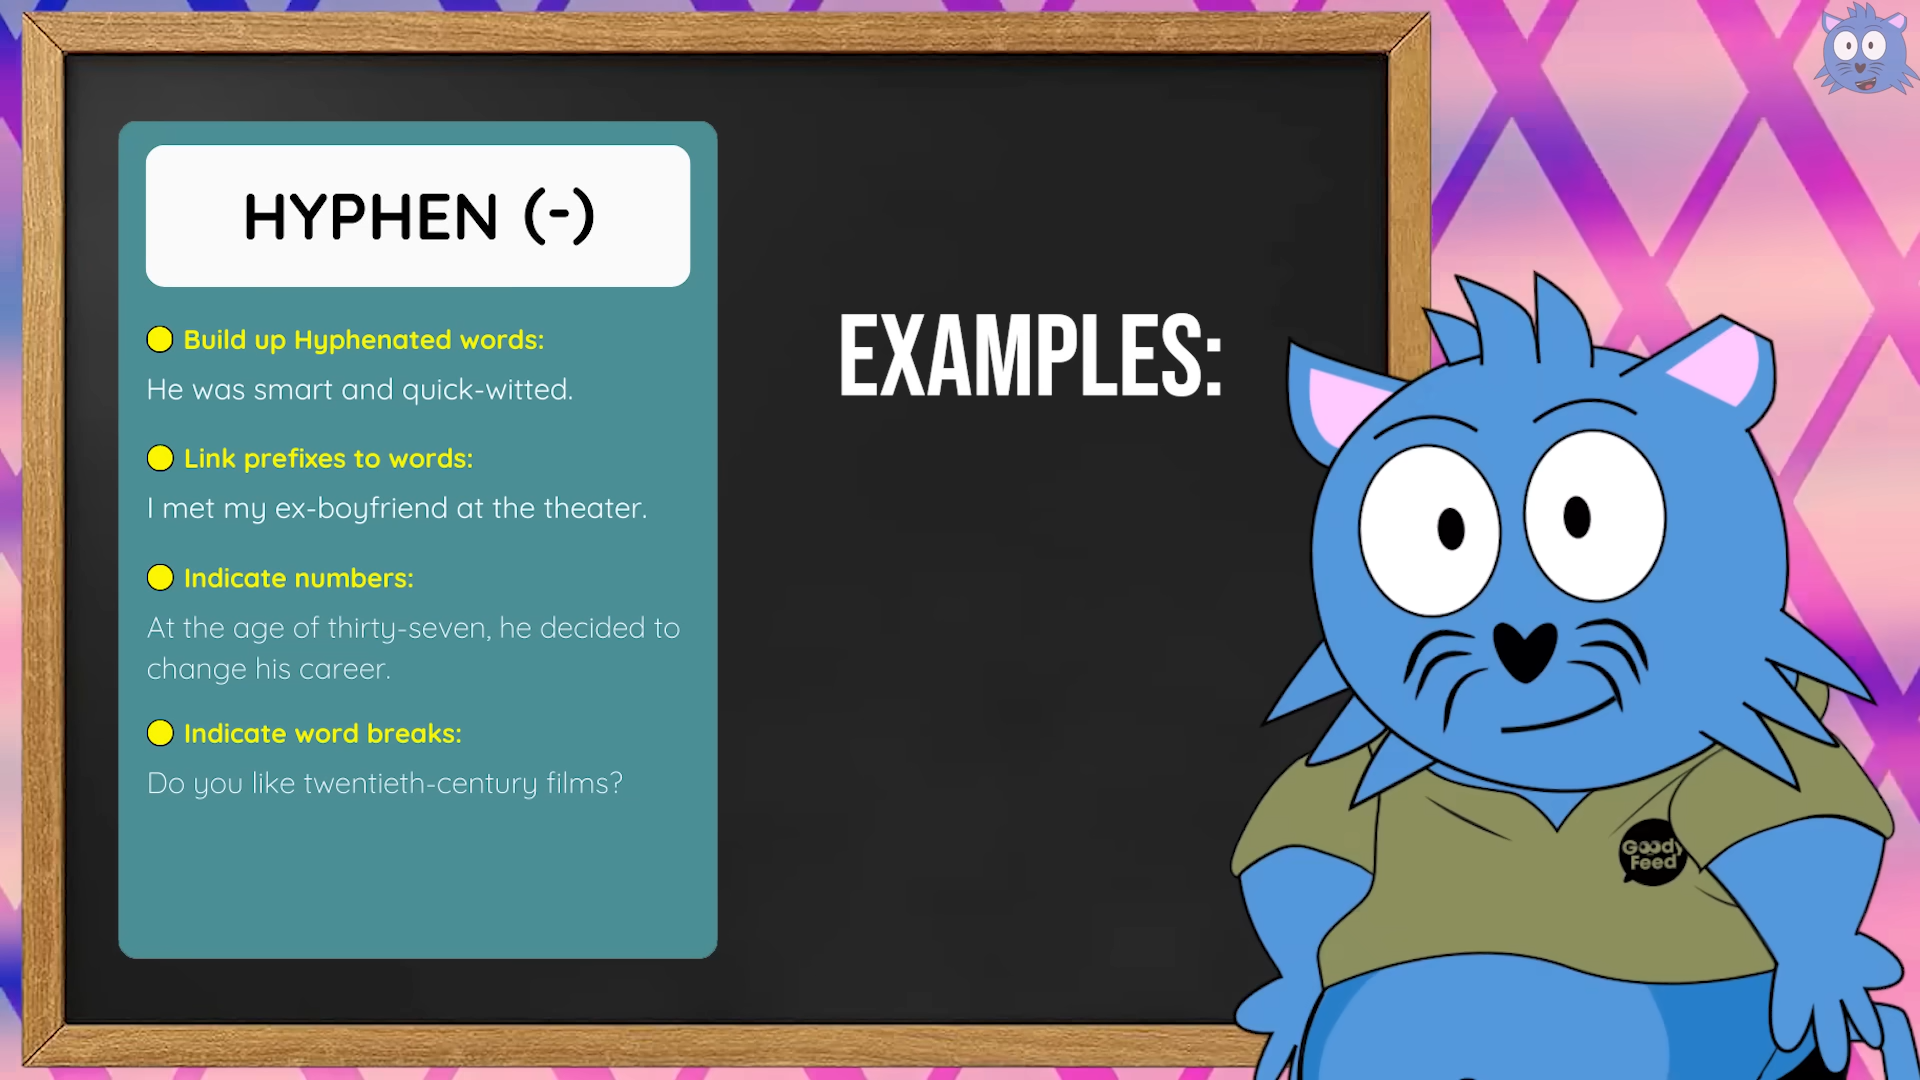 HYPHEN (-)
Build up Hyphenated words:
He was smart and quick-witted.
Link prefixes to words:
I met my ex-boyfriend at the theater.
Indicate numbers:
At the age of thirty-seven, he decided to
change his career.
Indicate word breaks:
Do you like twentieth-century films?
EXAMPLES:
Goody
Feed